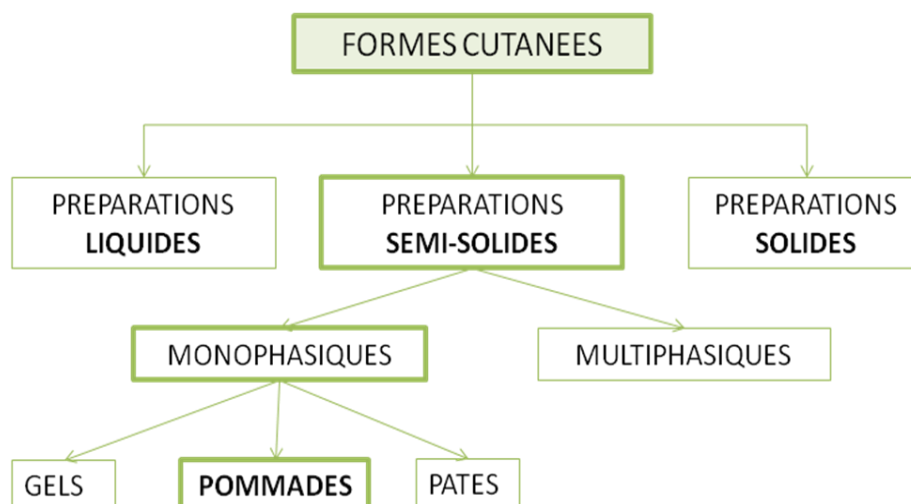 FORMES CUTANEES
PREPARATIONS
LIQUIDES
PREPARATIONS
SEMI-SOLIDES
PREPARATIONS
SOLIDES
MONOPHASIQUES
MULTIPHASIQUES
GELS
POMMADES
PATES